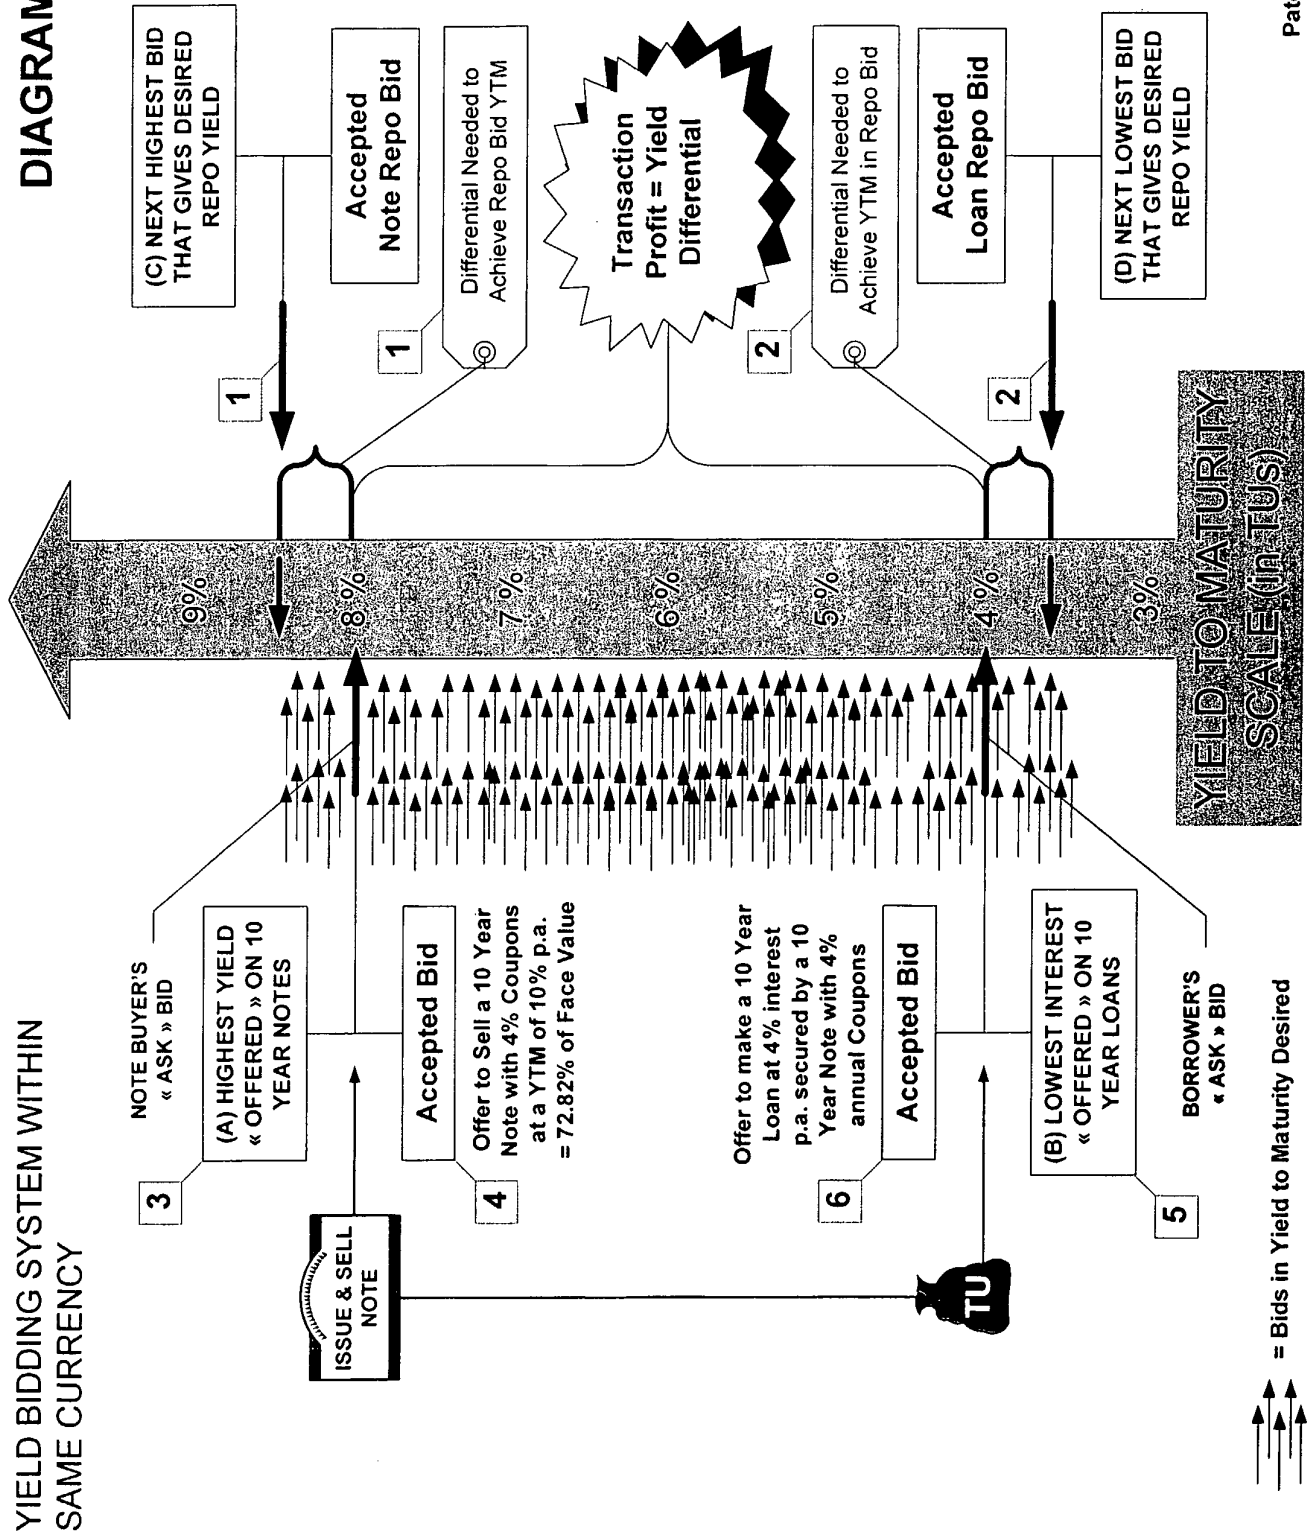 YIELD BIDDING SYSTEM WITHIN
SAME CURRENCY
DIAGRAM
NOTE BUYER'S
« ASK » BID
3
(A) HIGHEST YIELD
« OFFERED » ON 10
YEAR NOTES
ISSUE & SELL
NOTE
Accepted Bid
4
Offer to Sell a 10 Year
Note with 4% Coupons
at a YTM of 10% p.a.
= 72.82% of Face Value
Offer to make a 10 Year
Loan at 4% interest
p.a. secured by a 10
Year Note with 4%
annual Coupons
6
Accepted Bid
TU
(B) LOWEST INTEREST
« OFFERED » ON 10
YEAR LOANS
5
BORROWER'S
« ASK » BID
= Bids in Yield to Maturity Desired
9%
8%
7%
6%
5%
4%
3%
YIELD TO MATURITY
SCALE (in TUs)
(C) NEXT HIGHEST BID
THAT GIVES DESIRED
REPO YIELD
1
Accepted
Note Repo Bid
1
Differential Needed to
Achieve Repo Bid YTM
Transaction
Profit = Yield
Differential
2
Differential Needed to
Achieve YTM in Repo Bid
Accepted
Loan Repo Bid
2
(D) NEXT LOWEST BID
THAT GIVES DESIRED
REPO YIELD